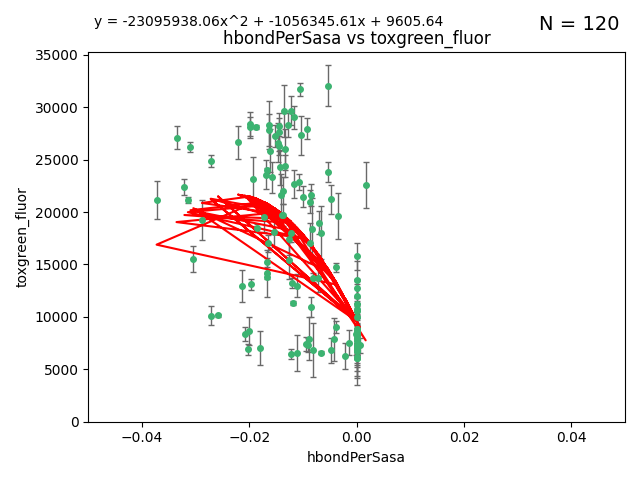 y = -23095938.06x^2 + -1056345.61x + 9605.64
N = 120
hbondPerSasa vs toxgreen_fluor
toxgreen_fluor
35000
30000
25000
20000
15000
10000
5000
0
−0.04
−0.02
0.00
0.02
0.04
hbondPerSasa